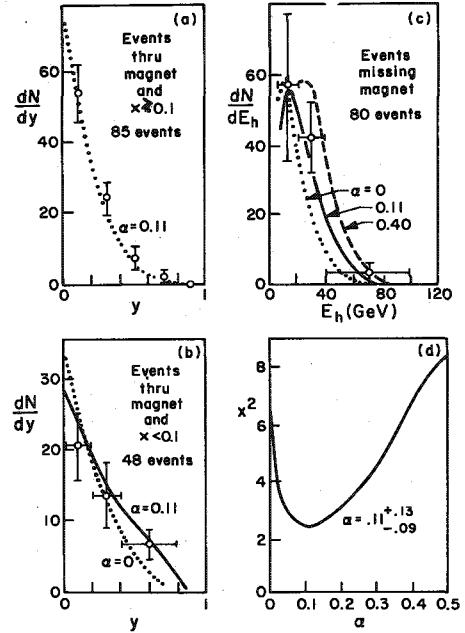 (a)
Events
thru
magnet
and
x ≥ 0.1
85 events
dN
dy
60
40
20
0
α=0.11
0
1
y
(c)
Events
missing
magnet
80 events
dN
dEh
60
40
20
0
α=0
0.11
0.40
0
40
80
120
Eh(GeV)
(b)
Events
thru
magnet
and
x<0.1
48 events
dN
dy
30
20
10
0
α=0.11
α=0
0
1
y
(d)
x²
8
6
4
2
0
α=.11+.13
-.09
0
0.1
0.2
0.3
0.4
0.5
α